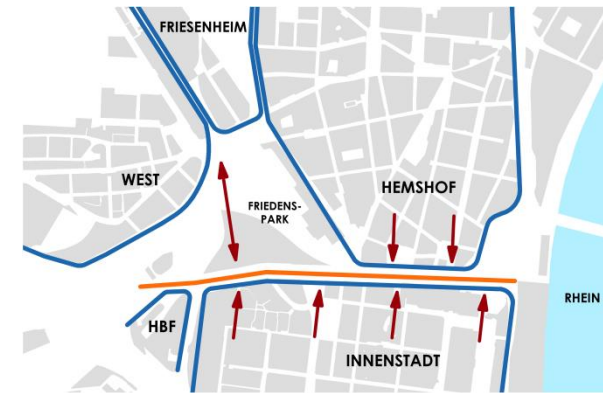 FRIESENHEIM
WEST
HEMSHOF
FRIEDENS-
PARK
RHEIN
HBF
INNENSTADT